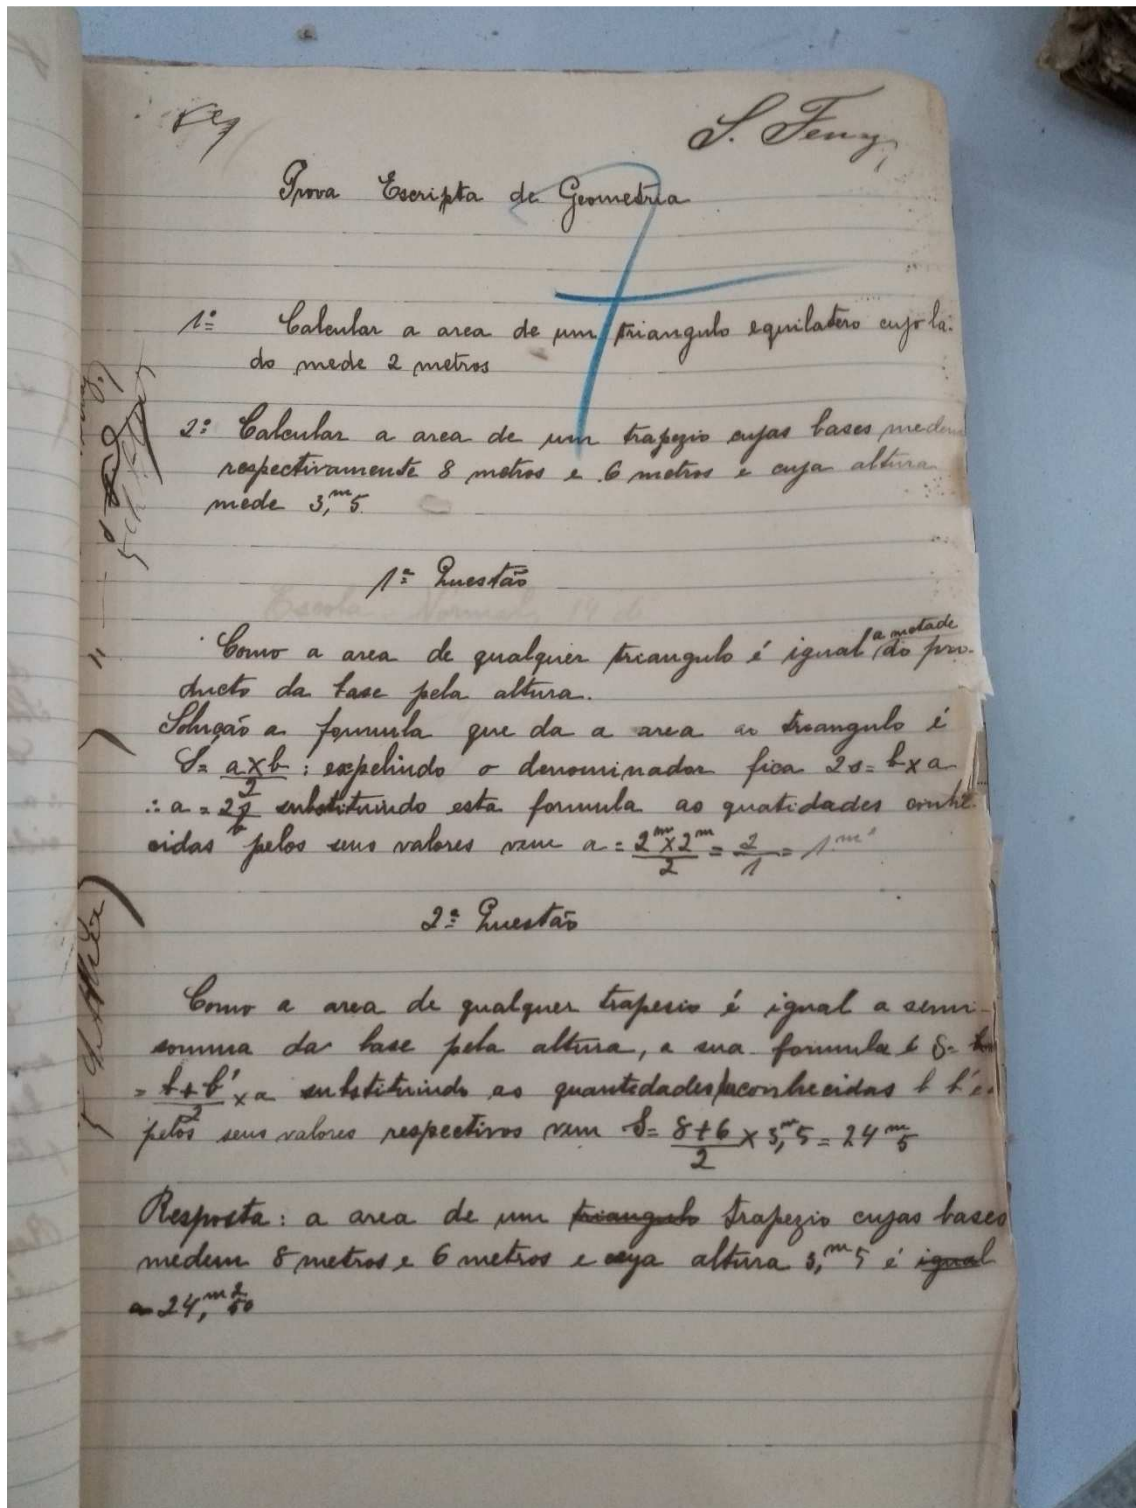 Prova Escripta de Geometria
7
1º Calcular a area de um triangulo equilatero cujo la-
do mede 2 metros
2º Calcular a area de um trapezio cujas bases medem
respectivamente 8 metros e 6 metros e cuja altura
mede 3,ᵐ5
1ª Questão
Como a area de qualquer triangulo é igual a metade do pro-
ducto da base pela altura.
Solução a formula que da a area ao triangulo é
S= a×b/2 : expelindo o denominador fica 2s= b×a
∴ a = 2s/b substituindo esta formula as quatidades conhe-
cidas pelos seus valores vem a = 2ᵐ×2ᵐ/2 = 2/1 = 1ᵐ²
2ª Questão
Como a area de qualquer trapesio é igual a semi-
somma da base pela altura, a sua formula é S=
= b+b'/2 × a substituindo as quantidades conhecidas b b' e
pelos seus valores respectivos vem S= 8+6/2 × 3,ᵐ5 = 24ᵐ5
Resposta: a area de um triangulo trapezio cujas bases
medem 8 metros e 6 metros e cuja altura 3,ᵐ5 é igual
a 24,ᵐ²50